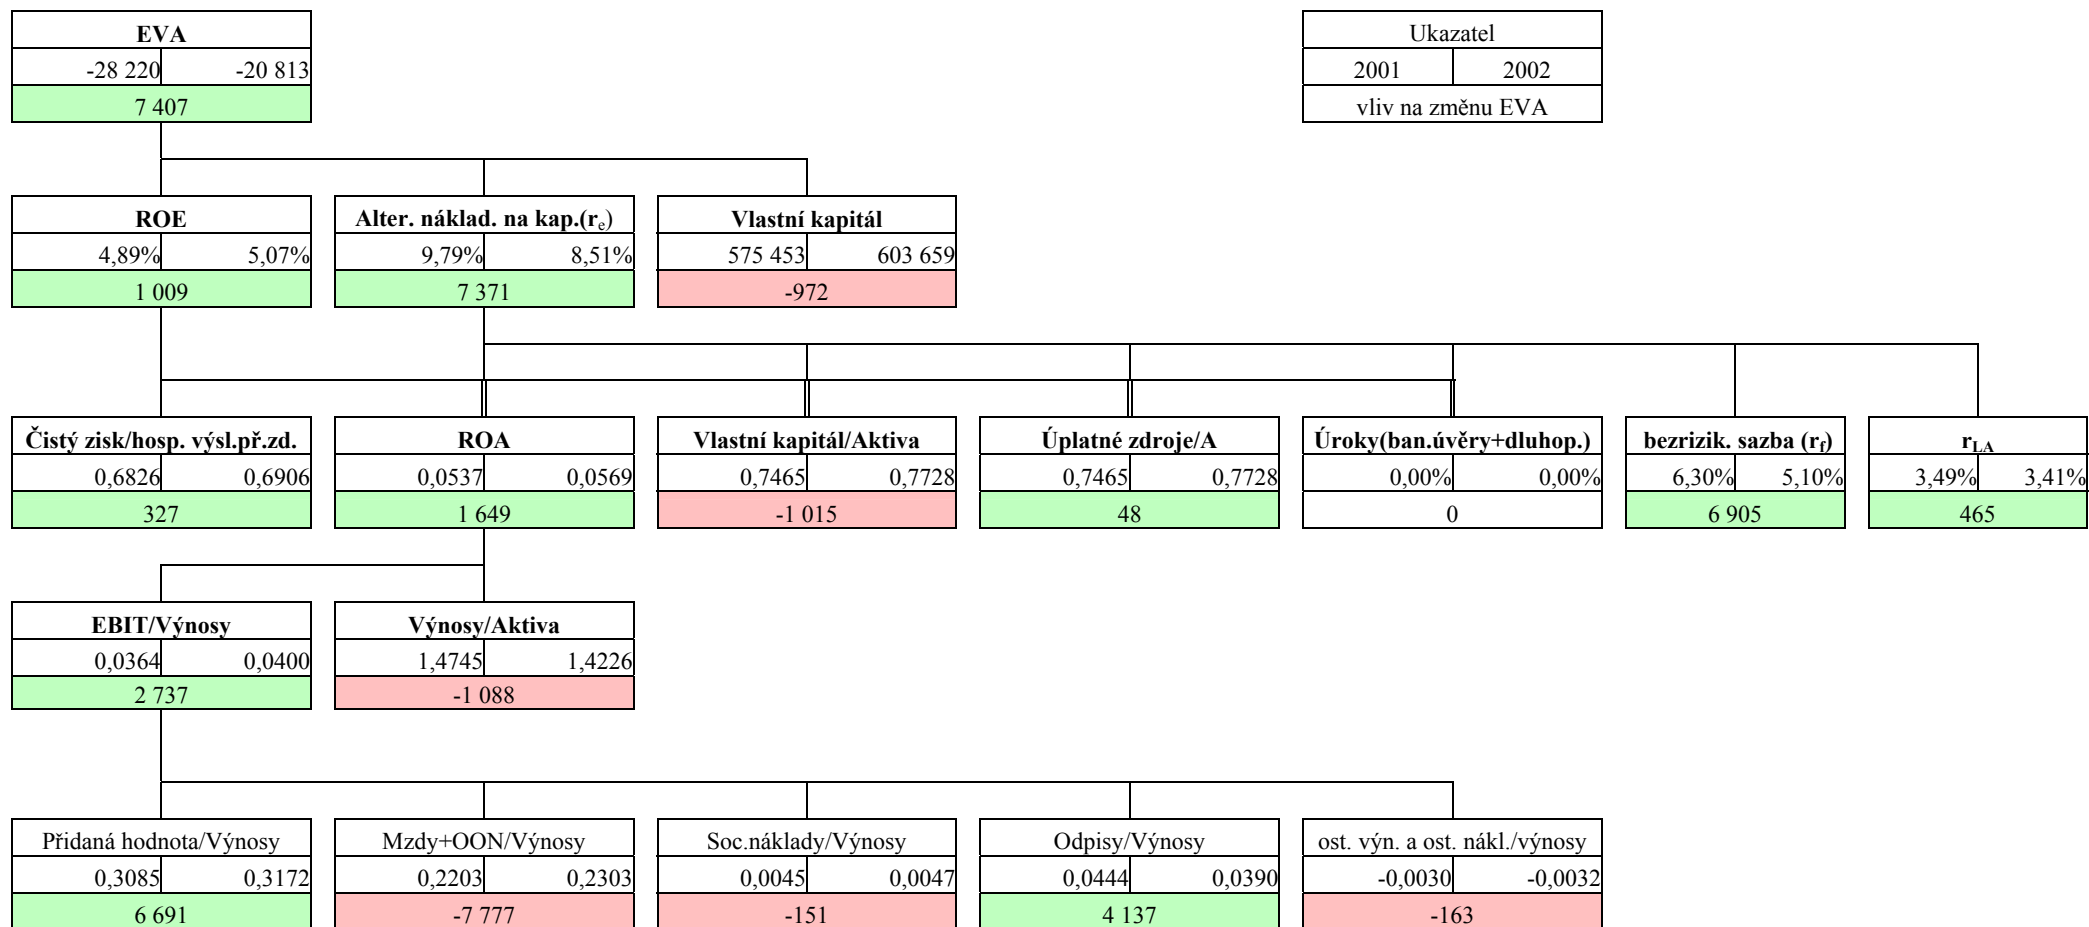 EVA
-28 220 -20 813
7 407
Ukazatel
2001 2002
vliv na změnu EVA
ROE
4,89% 5,07%
1 009
Alter. náklad. na kap.(re)
9,79% 8,51%
7 371
Vlastní kapitál
575 453 603 659
-972
Čistý zisk/hosp. výsl.př.zd.
0,6826 0,6906
327
ROA
0,0537 0,0569
1 649
Vlastní kapitál/Aktiva
0,7465 0,7728
-1 015
Úplatné zdroje/A
0,7465 0,7728
48
Úroky(ban.úvěry+dluhop.)
0,00% 0,00%
0
bezrizik. sazba (rf)
6,30% 5,10%
6 905
rLA
3,49% 3,41%
465
EBIT/Výnosy
0,0364 0,0400
2 737
Výnosy/Aktiva
1,4745 1,4226
-1 088
Přidaná hodnota/Výnosy
0,3085 0,3172
6 691
Mzdy+OON/Výnosy
0,2203 0,2303
-7 777
Soc.náklady/Výnosy
0,0045 0,0047
-151
Odpisy/Výnosy
0,0444 0,0390
4 137
ost. výn. a ost. nákl./výnosy
-0,0030 -0,0032
-163